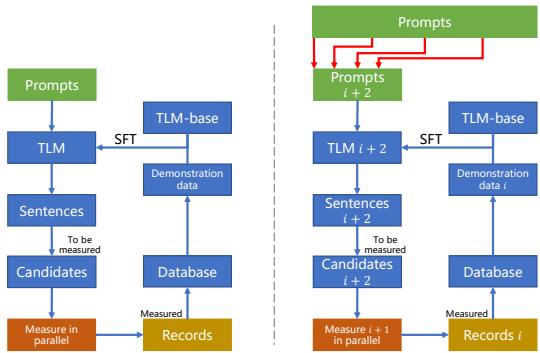 Prompts
TLM-base
SFT
TLM
Demonstration
data
Sentences
To be
measured
Candidates
Database
Measured
Measure in
parallel
Records
Prompts
Prompts
i + 2
TLM-base
SFT
TLM i + 2
Demonstration
data i
Sentences
i + 2
To be
measured
Candidates
i + 2
Database
Measured
Measure i + 1
in parallel
Records i